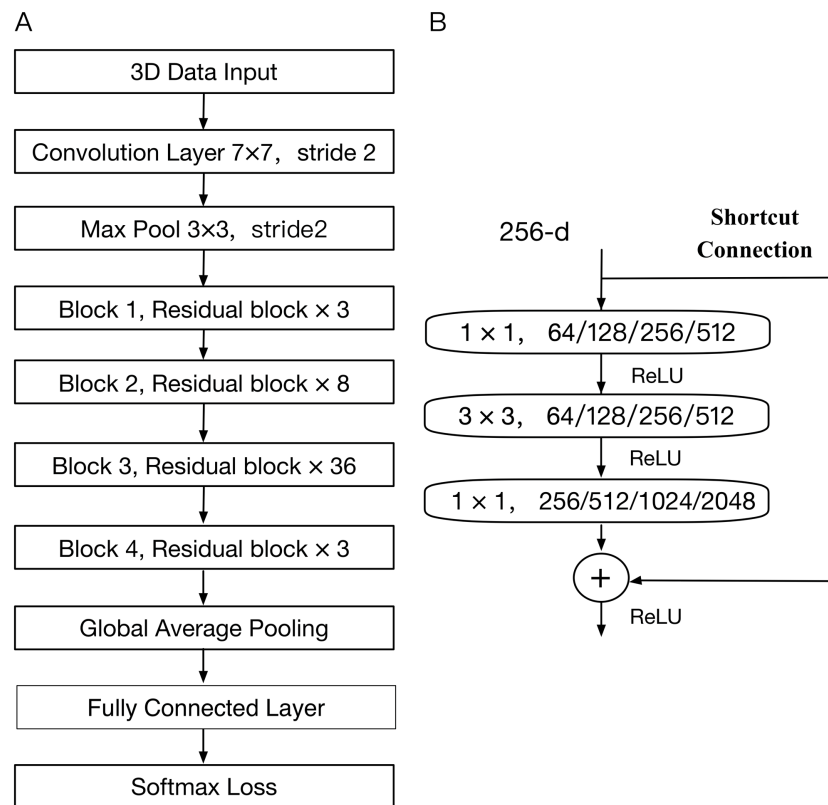 A
3D Data Input
Convolution Layer 7×7, stride 2
Max Pool 3×3, stride2
Block 1, Residual block × 3
Block 2, Residual block × 8
Block 3, Residual block × 36
Block 4, Residual block × 3
Global Average Pooling
Fully Connected Layer
Softmax Loss
B
256-d
Shortcut
Connection
1 × 1, 64/128/256/512
ReLU
3 × 3, 64/128/256/512
ReLU
1 × 1, 256/512/1024/2048
+
ReLU